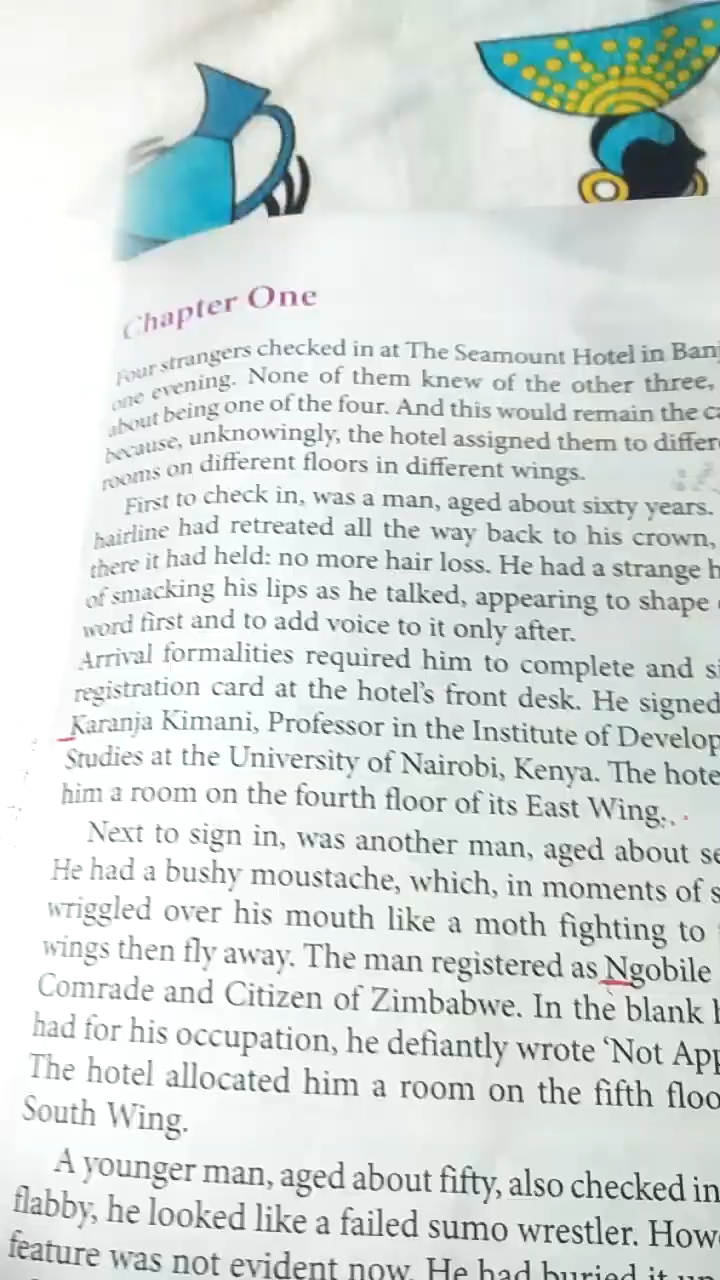 Chapter One
Four strangers checked in at The Seamount Hotel in Banj
one evening. None of them knew of the other three,
about being one of the four. And this would remain the ca
because, unknowingly, the hotel assigned them to differ
rooms on different floors in different wings.
First to check in, was a man, aged about sixty years.
hairline had retreated all the way back to his crown,
there it had held: no more hair loss. He had a strange h
of smacking his lips as he talked, appearing to shape
word first and to add voice to it only after.
Arrival formalities required him to complete and si
registration card at the hotel's front desk. He signed
Karanja Kimani, Professor in the Institute of Develop
Studies at the University of Nairobi, Kenya. The hote
him a room on the fourth floor of its East Wing.
Next to sign in, was another man, aged about se
He had a bushy moustache, which, in moments of s
wriggled over his mouth like a moth fighting to
wings then fly away. The man registered as Ngobile
Comrade and Citizen of Zimbabwe. In the blank
had for his occupation, he defiantly wrote 'Not App
The hotel allocated him a room on the fifth floo
South Wing.
A younger man, aged about fifty, also checked in
flabby, he looked like a failed sumo wrestler. Howe
feature was not evident now. He had buried it un